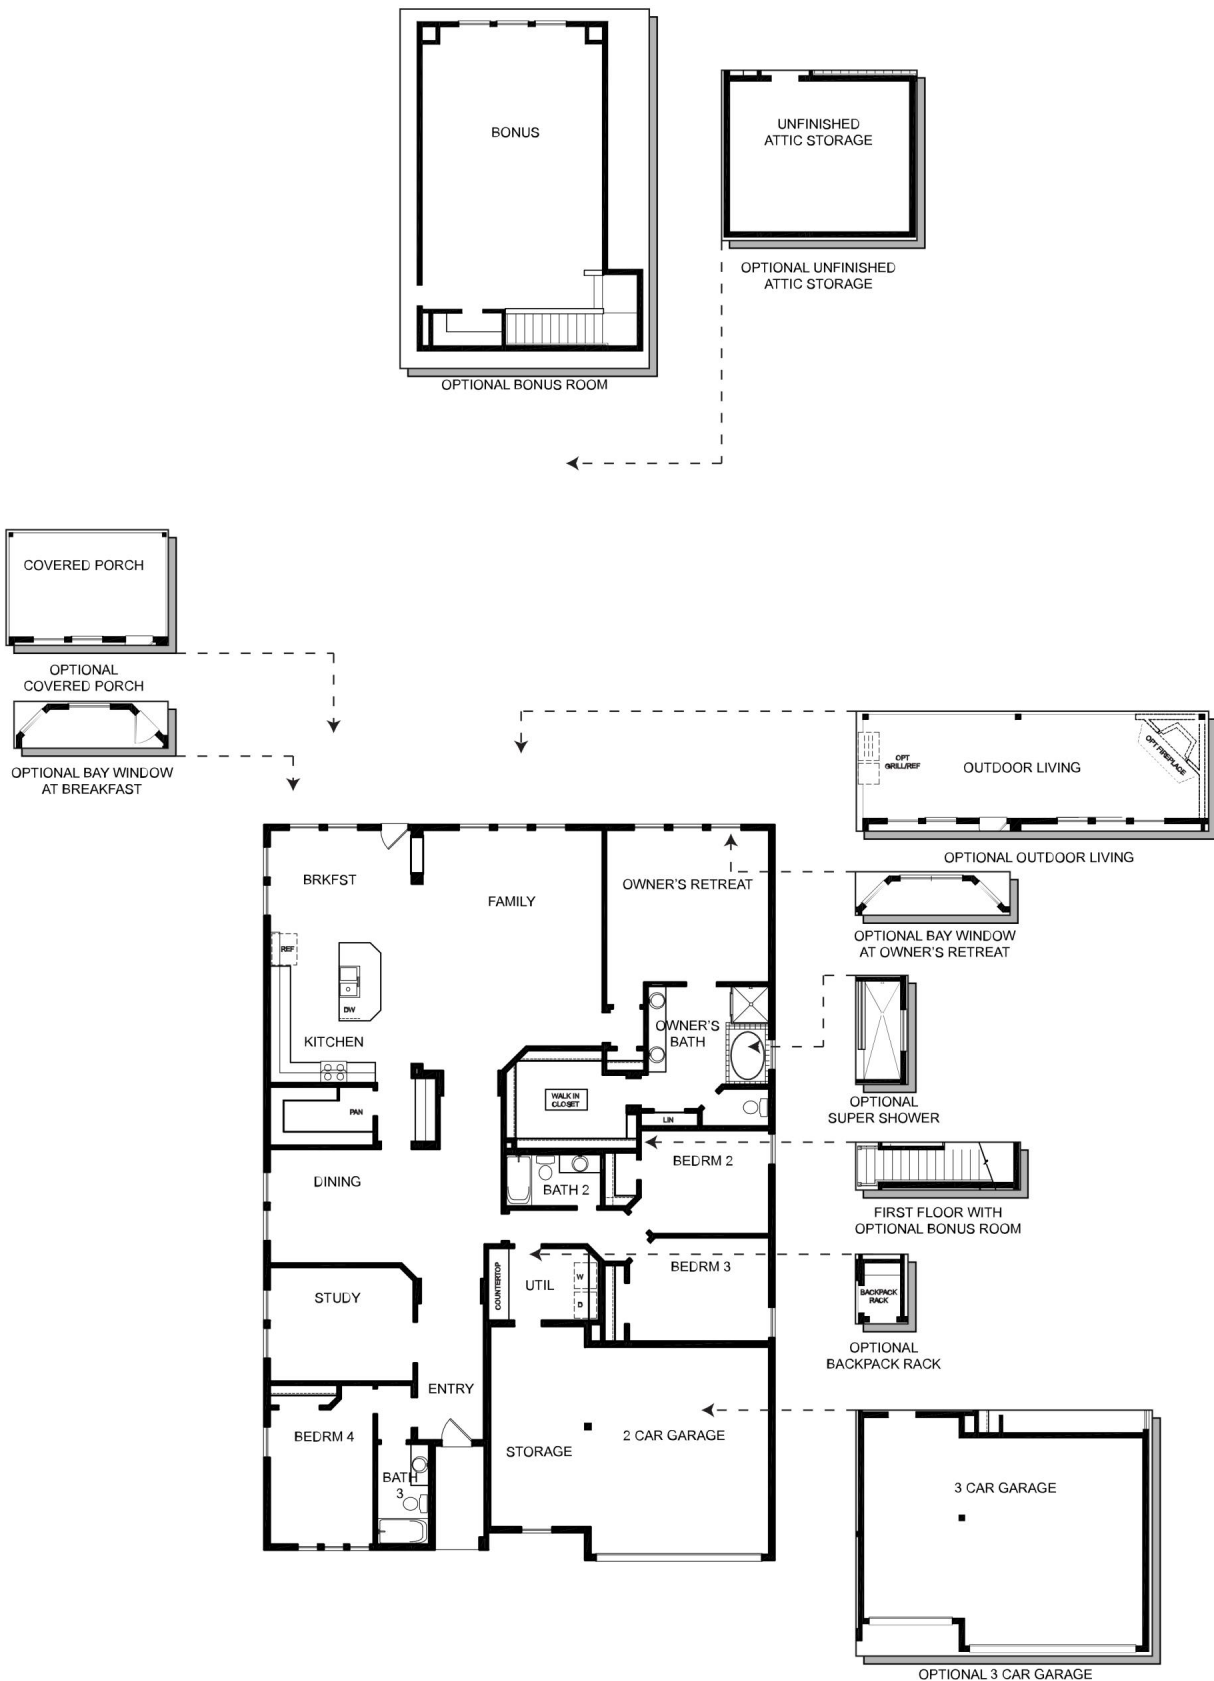 BONUS
OPTIONAL BONUS ROOM
UNFINISHED
ATTIC STORAGE
OPTIONAL UNFINISHED
ATTIC STORAGE
COVERED PORCH
OPTIONAL
COVERED PORCH
OPTIONAL BAY WINDOW
AT BREAKFAST
OPT
GRILL/REF
OUTDOOR LIVING
OPT FIREPLACE
OPTIONAL OUTDOOR LIVING
OPTIONAL BAY WINDOW
AT OWNER'S RETREAT
OPTIONAL
SUPER SHOWER
FIRST FLOOR WITH
OPTIONAL BONUS ROOM
BACKPACK
RACK
OPTIONAL
BACKPACK RACK
3 CAR GARAGE
OPTIONAL 3 CAR GARAGE
BRKFST
FAMILY
OWNER'S RETREAT
REF
DW
KITCHEN
OWNER'S
BATH
PAN
WALK IN
CLOSET
LIN
DINING
BATH 2
BEDRM 2
STUDY
COUNTERTOP
UTIL
W
D
BEDRM 3
ENTRY
BEDRM 4
BATH
3
STORAGE
2 CAR GARAGE